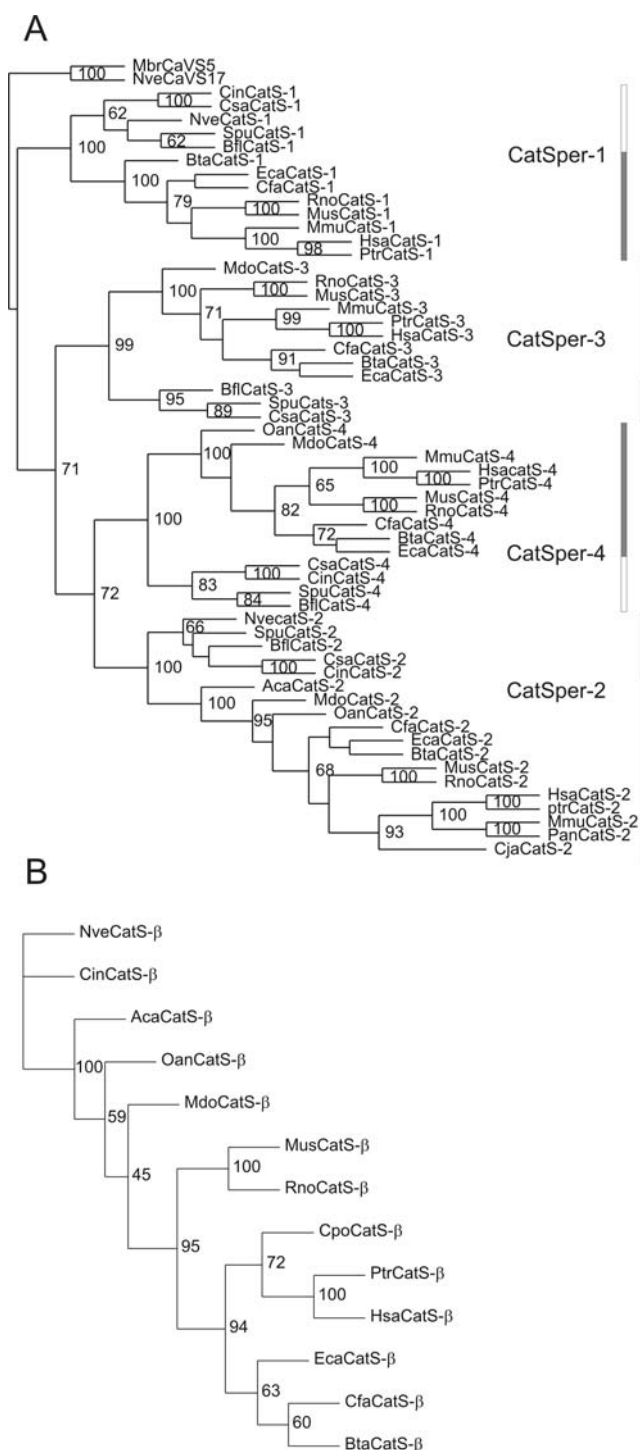 A
MbrCaVS5
100
NveCaVS17
CinCatS-1
100
CsaCatS-1
62
NveCatS-1
SpuCatS-1
62
BflCatS-1
100
BtaCatS-1
CatSper-1
100
EcaCatS-1
CfaCatS-1
79
RnoCatS-1
100
MusCatS-1
MmuCatS-1
100
HsaCatS-1
98
PtrCatS-1
MdoCatS-3
100
RnoCatS-3
100
MusCatS-3
71
MmuCatS-3
99
PtrCatS-3
100
HsaCatS-3
CatSper-3
99
CfaCatS-3
91
BtaCatS-3
EcaCatS-3
BflCatS-3
95
SpuCats-3
89
CsaCatS-3
OanCatS-4
100
MdoCatS-4
71
MmuCatS-4
100
HsacatS-4
100
PtrCatS-4
65
MusCatS-4
100
RnoCatS-4
82
CfaCatS-4
100
72
BtaCatS-4
EcaCatS-4
CatSper-4
CsaCatS-4
100
CinCatS-4
83
SpuCatS-4
84
BflCatS-4
72
NvecatS-2
66
SpuCatS-2
BflCatS-2
CsaCatS-2
100
CinCatS-2
100
AcaCatS-2
CatSper-2
100
MdoCatS-2
OanCatS-2
95
CfaCatS-2
EcaCatS-2
BtaCatS-2
68
MusCatS-2
100
RnoCatS-2
HsaCatS-2
100
ptrCatS-2
100
MmuCatS-2
100
PanCatS-2
93
CjaCatS-2
B
NveCatS-β
CinCatS-β
AcaCatS-β
100
OanCatS-β
59
MdoCatS-β
45
MusCatS-β
100
RnoCatS-β
95
CpoCatS-β
72
PtrCatS-β
100
HsaCatS-β
94
EcaCatS-β
63
CfaCatS-β
60
BtaCatS-β